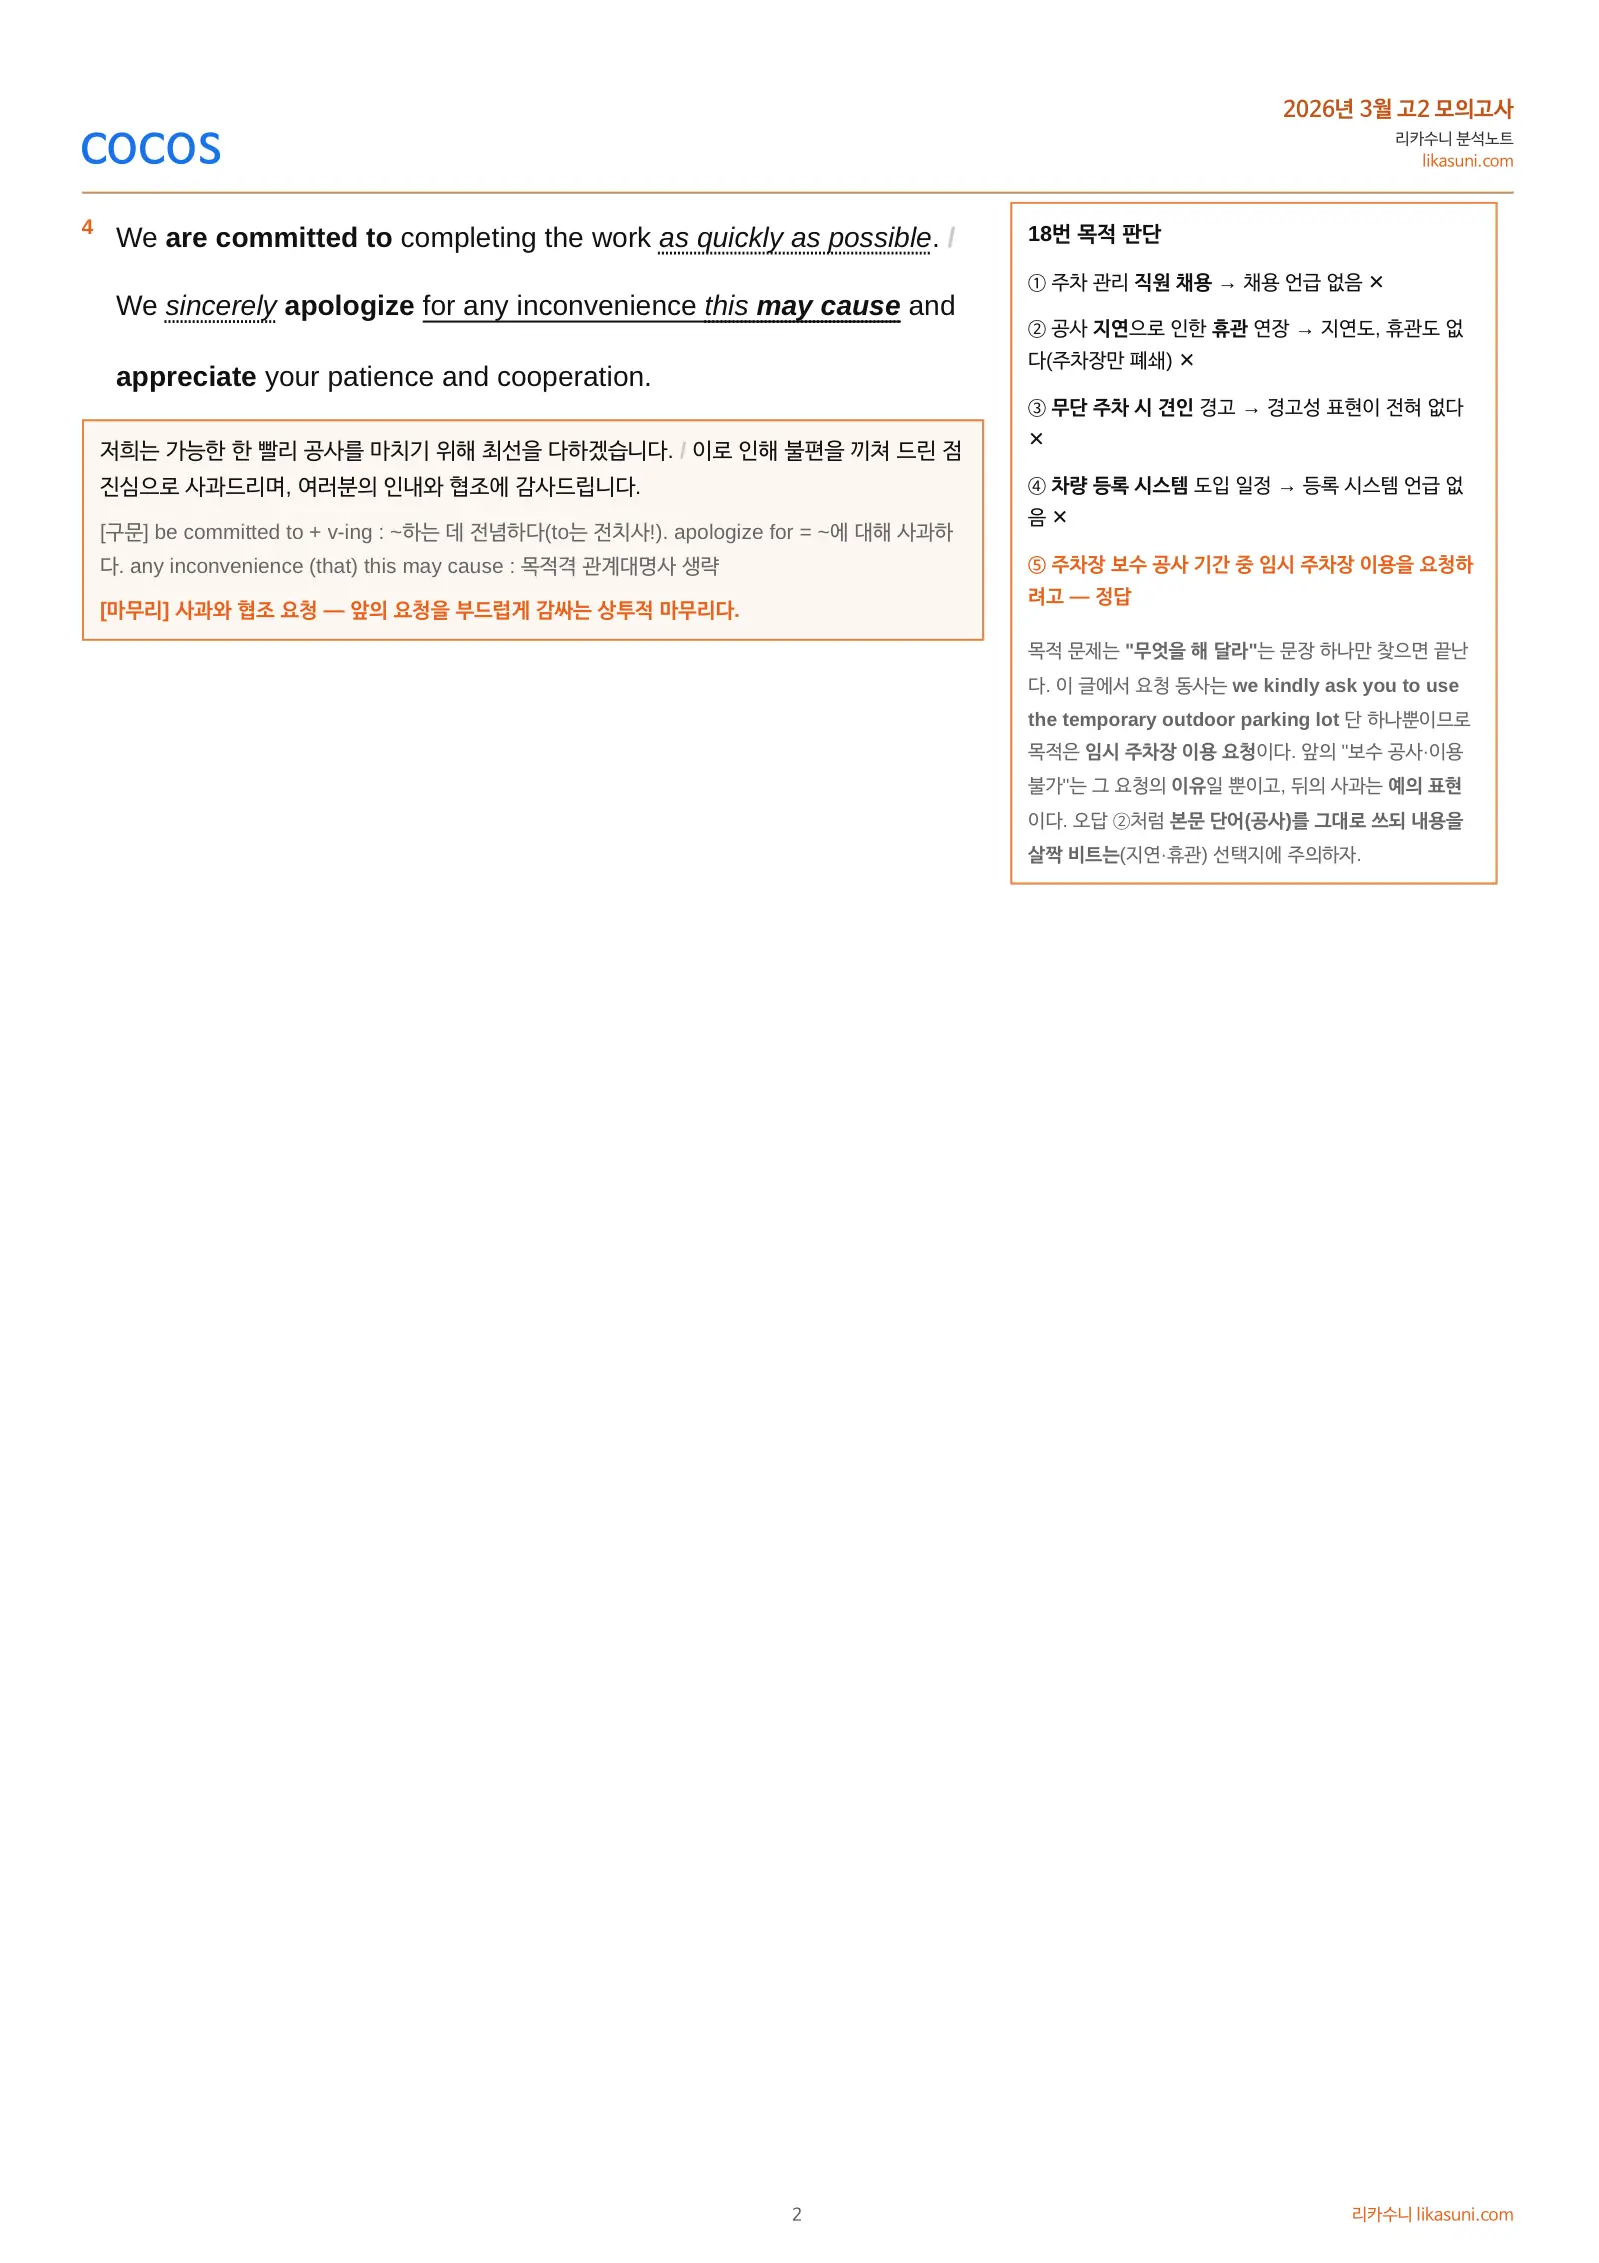 cocos
2026년 3월 고2 모의고사
리카수니 분석노트
likasuni.com
4 We are committed to completing the work as quickly as possible. /
We sincerely apologize for any inconvenience this may cause and
appreciate your patience and cooperation.
저희는 가능한 한 빨리 공사를 마치기 위해 최선을 다하겠습니다. / 이로 인해 불편을 끼쳐 드린 점
진심으로 사과드리며, 여러분의 인내와 협조에 감사드립니다.
[구문] be committed to + v-ing : ~하는 데 전념하다(to는 전치사!). apologize for = ~에 대해 사과하
다. any inconvenience (that) this may cause : 목적격 관계대명사 생략
[마무리] 사과와 협조 요청 — 앞의 요청을 부드럽게 감싸는 상투적 마무리다.
18번 목적 판단
① 주차 관리 직원 채용 → 채용 언급 없음 ✕
② 공사 지연으로 인한 휴관 연장 → 지연도, 휴관도 없
다(주차장만 폐쇄) ✕
③ 무단 주차 시 견인 경고 → 경고성 표현이 전혀 없다
✕
④ 차량 등록 시스템 도입 일정 → 등록 시스템 언급 없
음 ✕
⑤ 주차장 보수 공사 기간 중 임시 주차장 이용을 요청하
려고 — 정답
목적 문제는 "무엇을 해 달라"는 문장 하나만 찾으면 끝난
다. 이 글에서 요청 동사는 we kindly ask you to use
the temporary outdoor parking lot 단 하나뿐이므로
목적은 임시 주차장 이용 요청이다. 앞의 "보수 공사·이용
불가"는 그 요청의 이유일 뿐이고, 뒤의 사과는 예의 표현
이다. 오답 ②처럼 본문 단어(공사)를 그대로 쓰되 내용을
살짝 비트는(지연·휴관) 선택지에 주의하자.
2
리카수니 likasuni.com